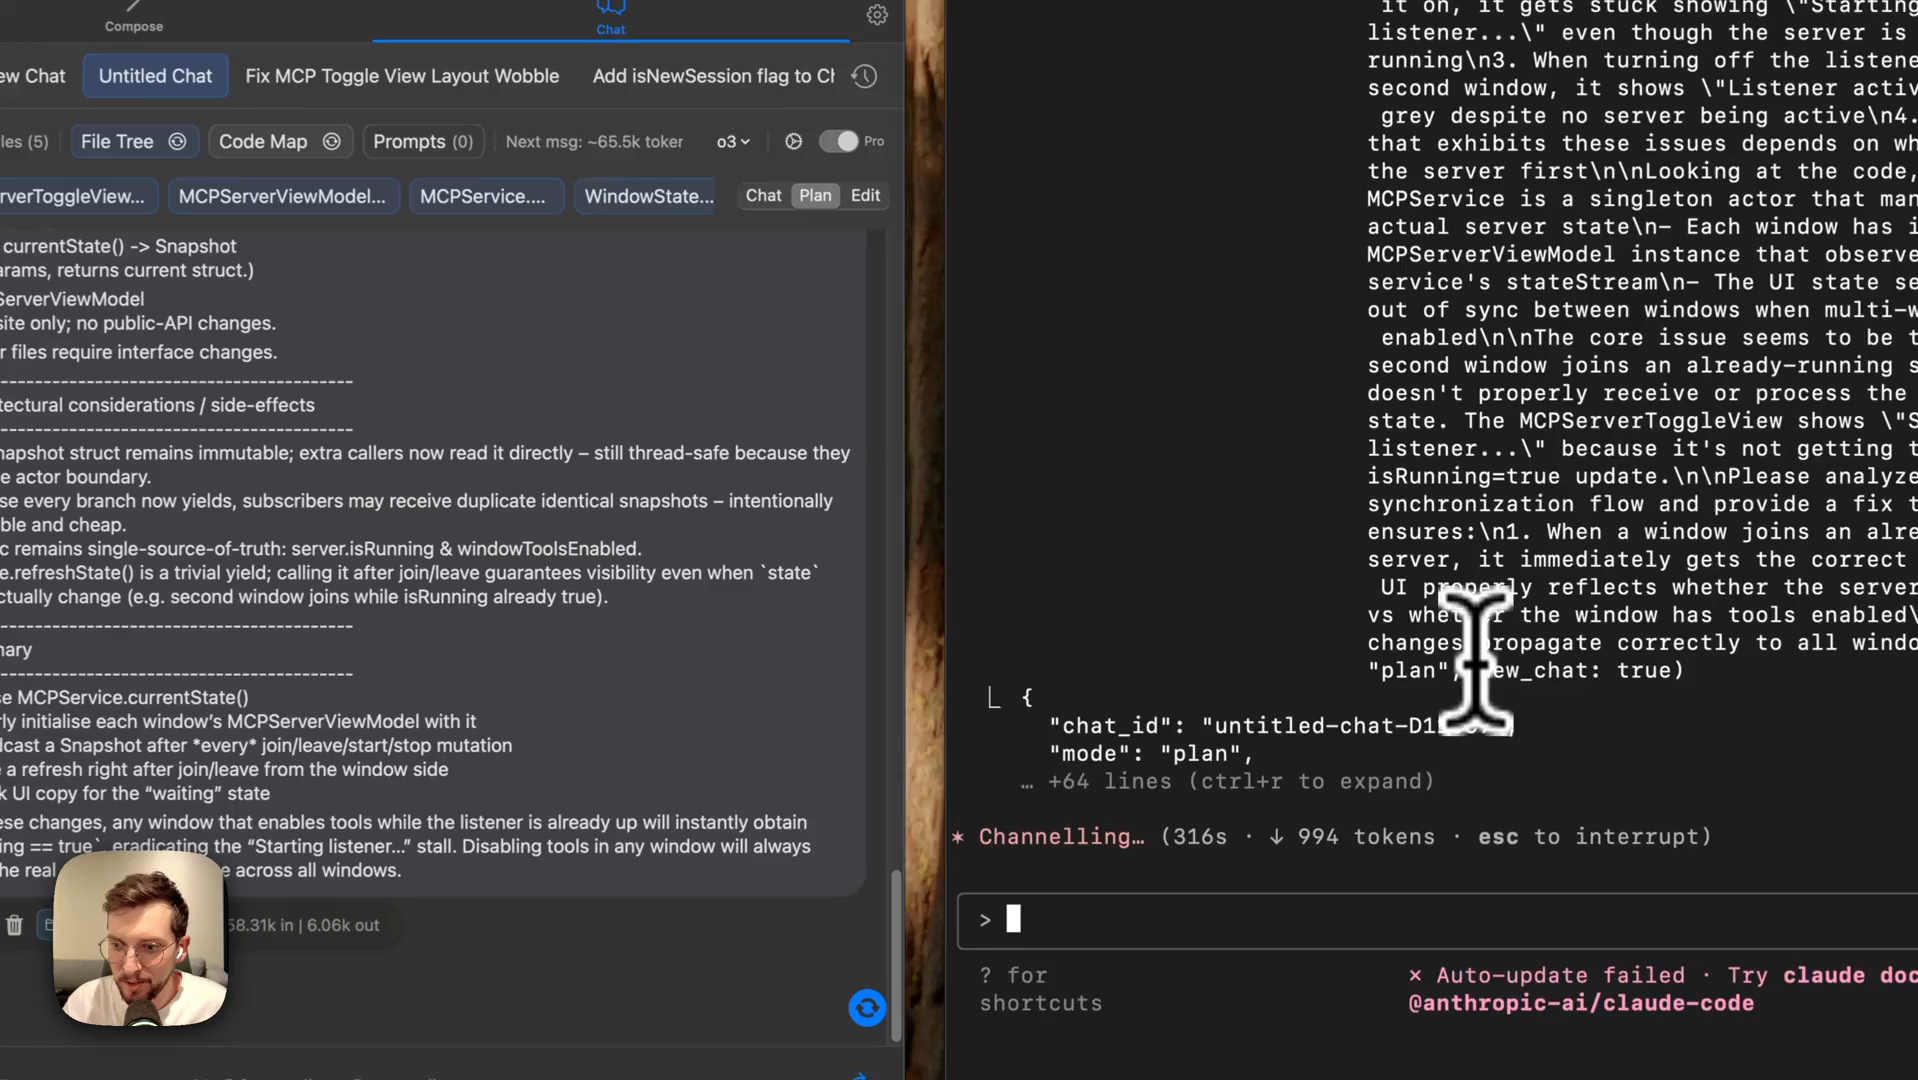 Compose
Chat
ew Chat
Untitled Chat
Fix MCP Toggle View Layout Wobble
Add isNewSession flag to Cl
les (5)
File Tree
Code Map
Prompts (0)
Next msg: ~65.5k toker
o3
Pro
rverToggleView...
MCPServerViewModel...
MCPService....
WindowState...
Chat
Plan
Edit
currentState() -> Snapshot
arams, returns current struct.)
ServerViewModel
site only; no public-API changes.
r files require interface changes.
------------------------------------------
tectural considerations / side-effects
------------------------------------------
napshot struct remains immutable; extra callers now read it directly – still thread-safe because they
e actor boundary.
se every branch now yields, subscribers may receive duplicate identical snapshots – intentionally
ble and cheap.
c remains single-source-of-truth: server.isRunning & windowToolsEnabled.
e.refreshState() is a trivial yield; calling it after join/leave guarantees visibility even when `state`
ctually change (e.g. second window joins while isRunning already true).
------------------------------------------
nary
------------------------------------------
se MCPService.currentState()
rly initialise each window’s MCPServerViewModel with it
dcast a Snapshot after *every* join/leave/start/stop mutation
e a refresh right after join/leave from the window side
k UI copy for the “waiting” state
ese changes, any window that enables tools while the listener is already up will instantly obtain
ing == true`, eradicating the “Starting listener...” stall. Disabling tools in any window will always
he real e across all windows.
58.31k in | 6.06k out
it on, it gets stuck showing \"Starting
listener...\" even though the server is
running\n3. When turning off the listene
second window, it shows \"Listener activ
grey despite no server being active\n4.
that exhibits these issues depends on wh
the server first\n\nLooking at the code,
MCPService is a singleton actor that man
actual server state\n- Each window has i
MCPServerViewModel instance that observe
service's stateStream\n- The UI state se
out of sync between windows when multi-w
enabled\n\nThe core issue seems to be t
second window joins an already-running s
doesn't properly receive or process the
state. The MCPServerToggleView shows \"S
listener...\" because it's not getting t
isRunning=true update.\n\nPlease analyze
synchronization flow and provide a fix t
ensures:\n1. When a window joins an alre
server, it immediately gets the correct
UI properly reflects whether the server
vs whether the window has tools enabled\
changes propagate correctly to all windo
"plan", new_chat: true)
⎿ {
"chat_id": "untitled-chat-D1
"mode": "plan",
… +64 lines (ctrl+r to expand)
* Channelling… (316s · ↓ 994 tokens · esc to interrupt)
>
? for
shortcuts
× Auto-update failed · Try claude doc
@anthropic-ai/claude-code